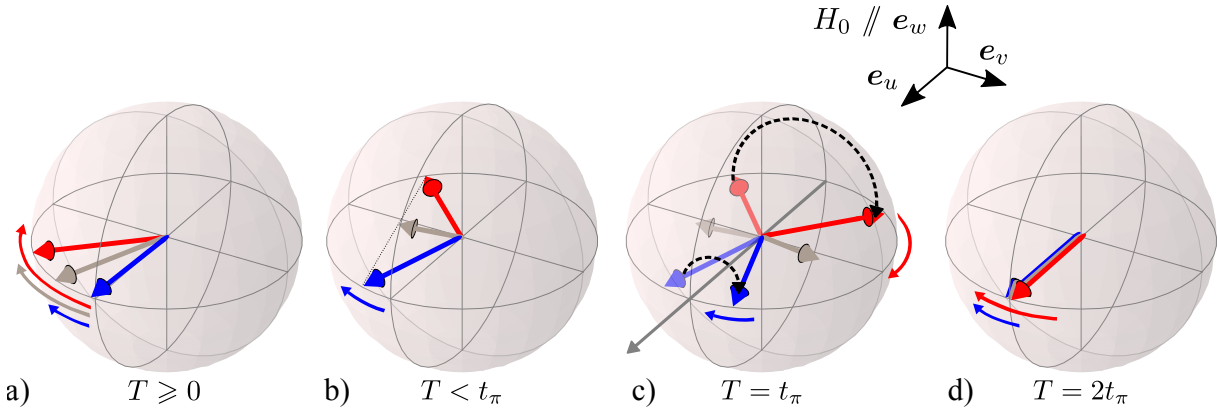 H₀ ∥ e_w
e_v
e_u
a) T ⩾ 0
b) T < t_π
c) T = t_π
d) T = 2t_π